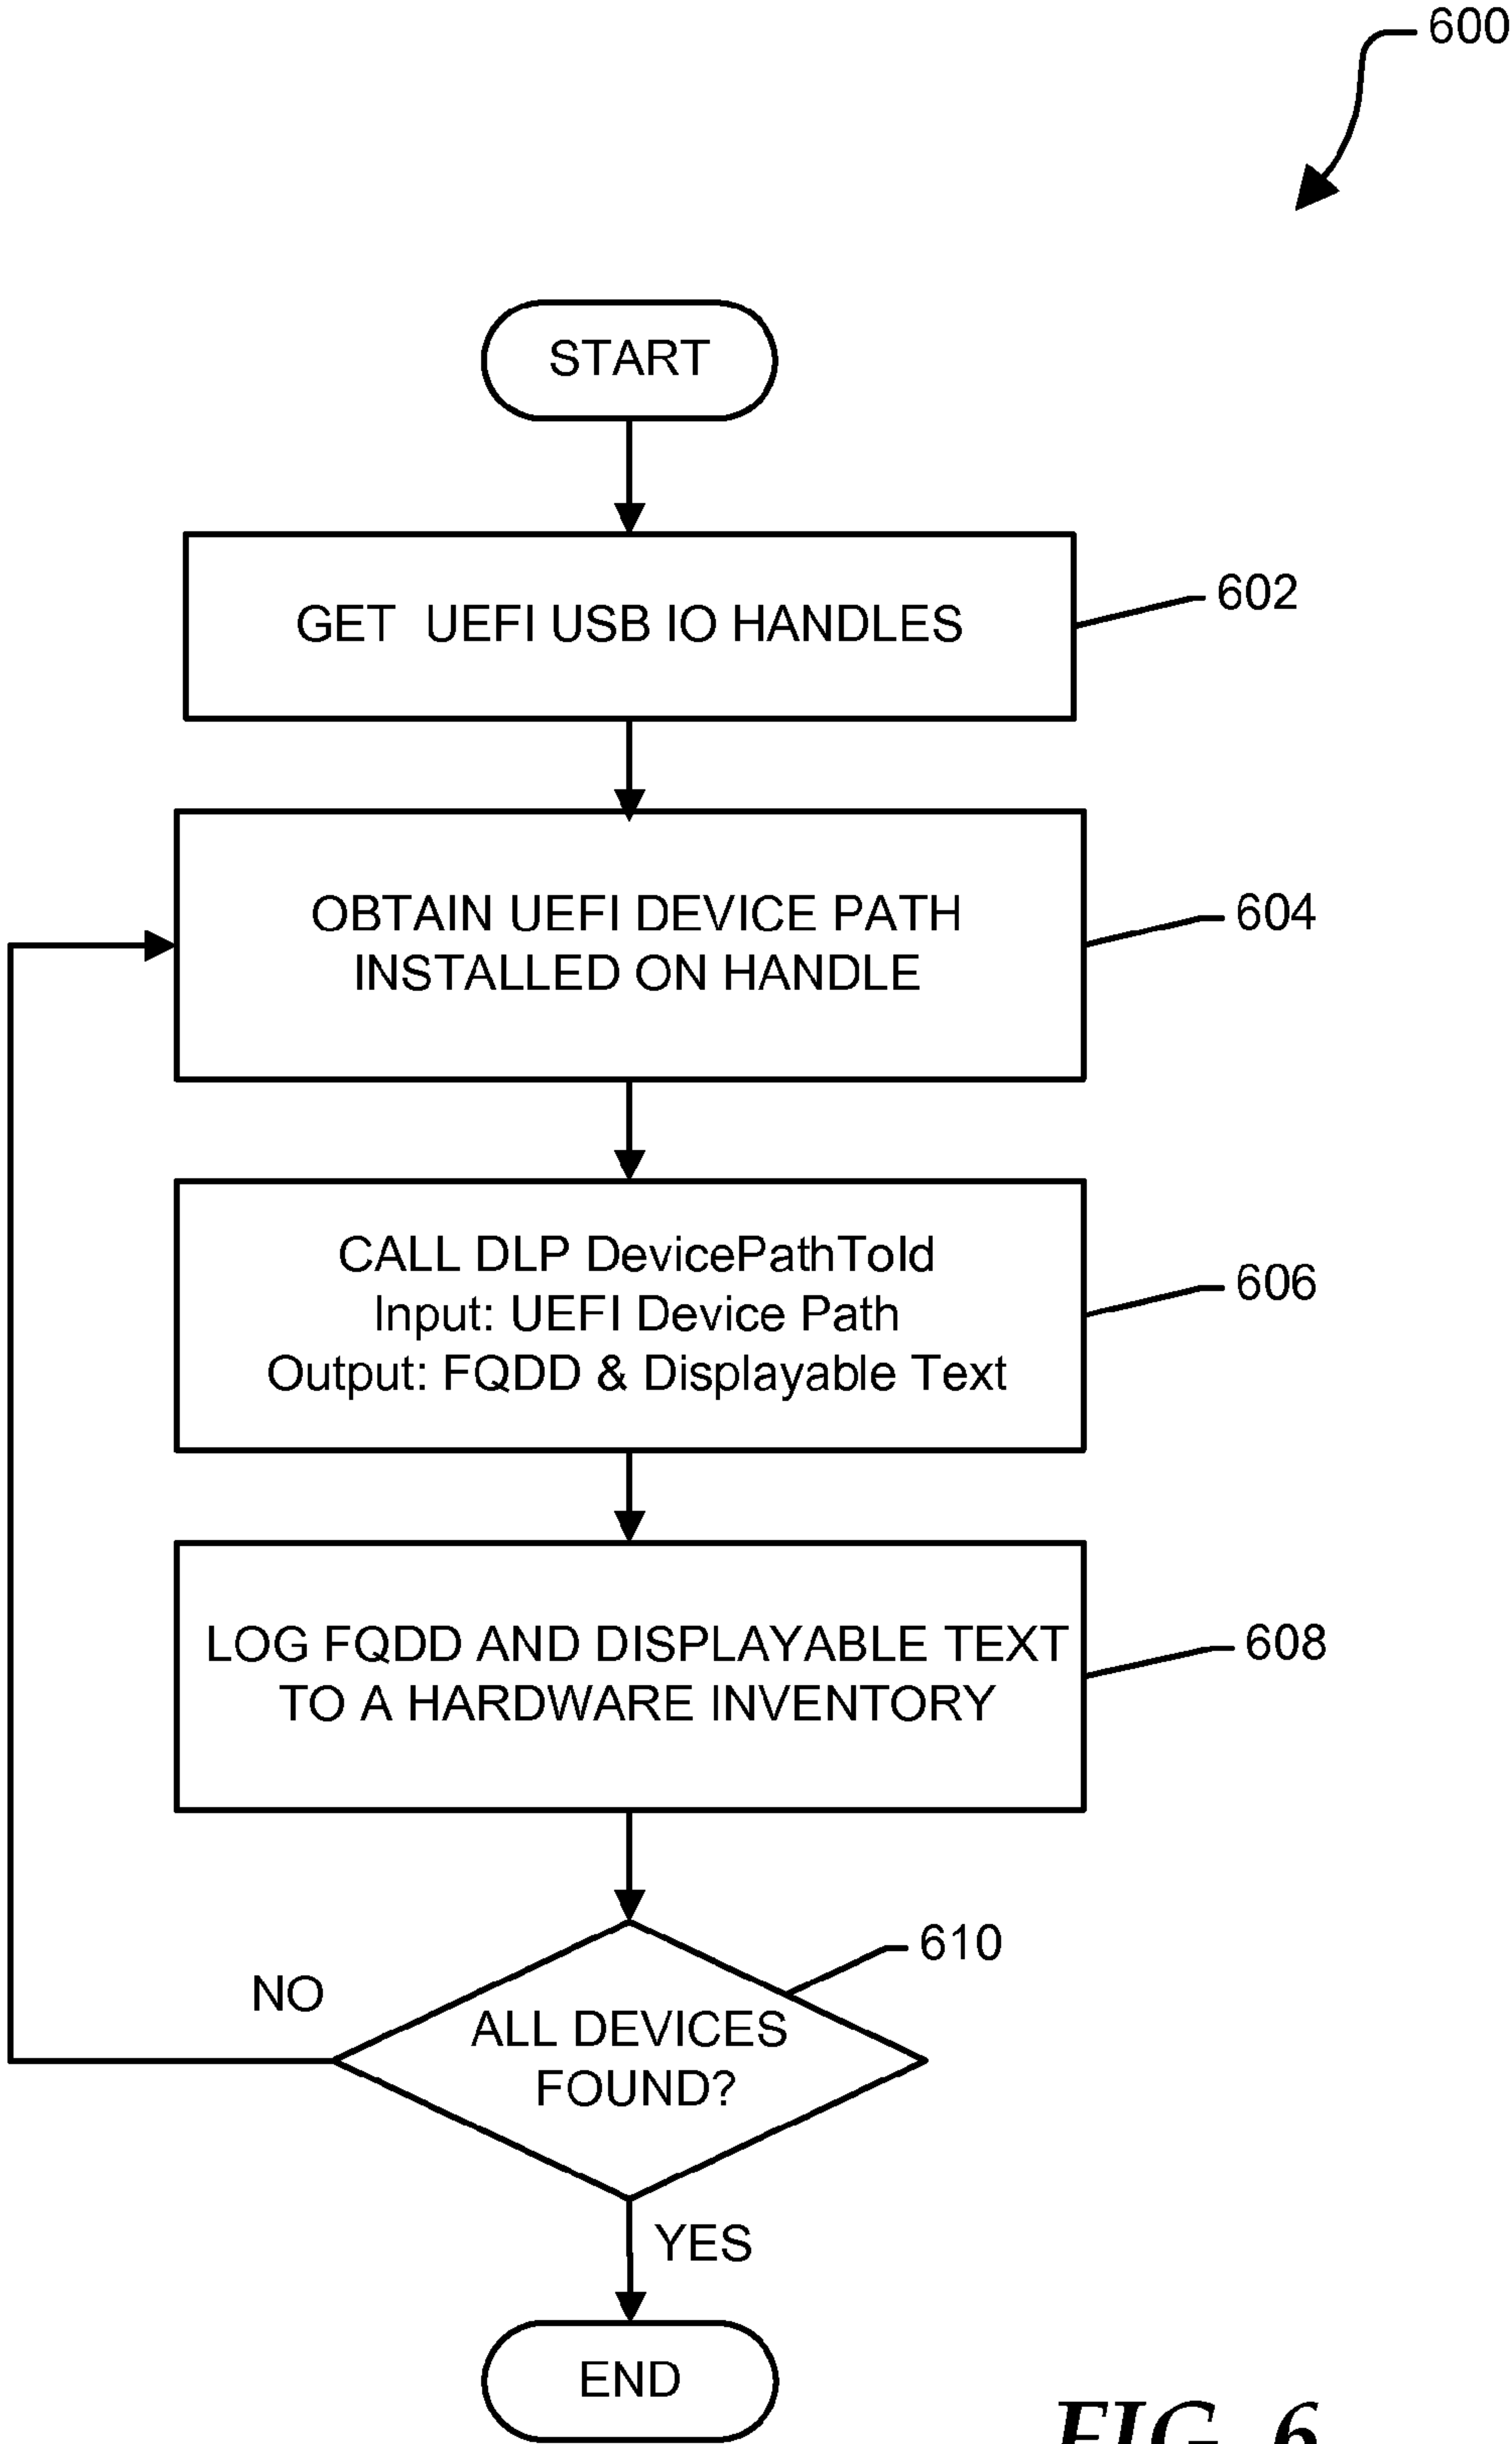 600
START
GET UEFI USB IO HANDLES
602
OBTAIN UEFI DEVICE PATH
INSTALLED ON HANDLE
604
CALL DLP DevicePathToId
Input: UEFI Device Path
Output: FQDD & Displayable Text
606
LOG FQDD AND DISPLAYABLE TEXT
TO A HARDWARE INVENTORY
608
610
NO
ALL DEVICES
FOUND?
YES
END
FIG. 6